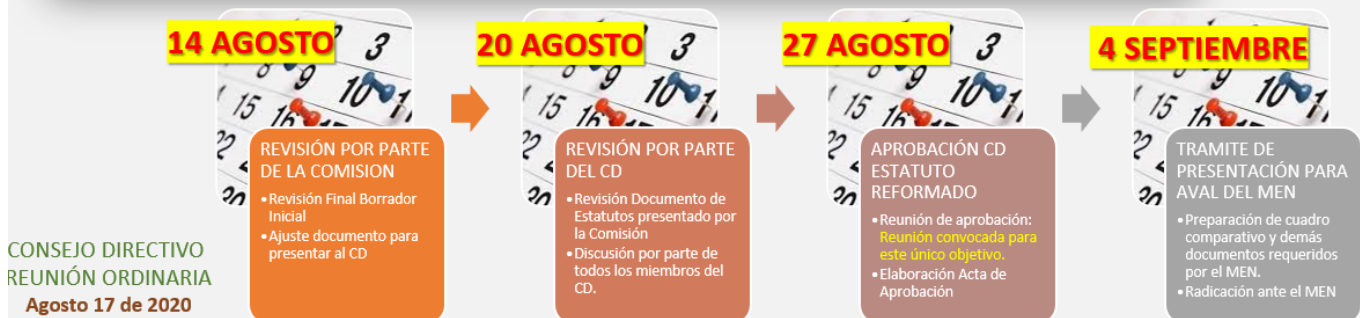 14 AGOSTO
REVISIÓN POR PARTE
DE LA COMISION
•Revisión Final Borrador
Inicial
•Ajuste documento para
presentar al CD
20 AGOSTO
REVISIÓN POR PARTE
DEL CD
•Revisión Documento de
Estatutos presentado por
la Comisión
•Discusión por parte de
todos los miembros del
CD.
27 AGOSTO
APROBACIÓN CD
ESTATUTO
REFORMADO
•Reunión de aprobación:
Reunión convocada para
este único objetivo.
•Elaboración Acta de
Aprobación
4 SEPTIEMBRE
TRAMITE DE
PRESENTACIÓN PARA
AVAL DEL MEN
•Preparación de cuadro
comparativo y demás
documentos requeridos
por el MEN.
•Radicación ante el MEN
CONSEJO DIRECTIVO
REUNIÓN ORDINARIA
Agosto 17 de 2020